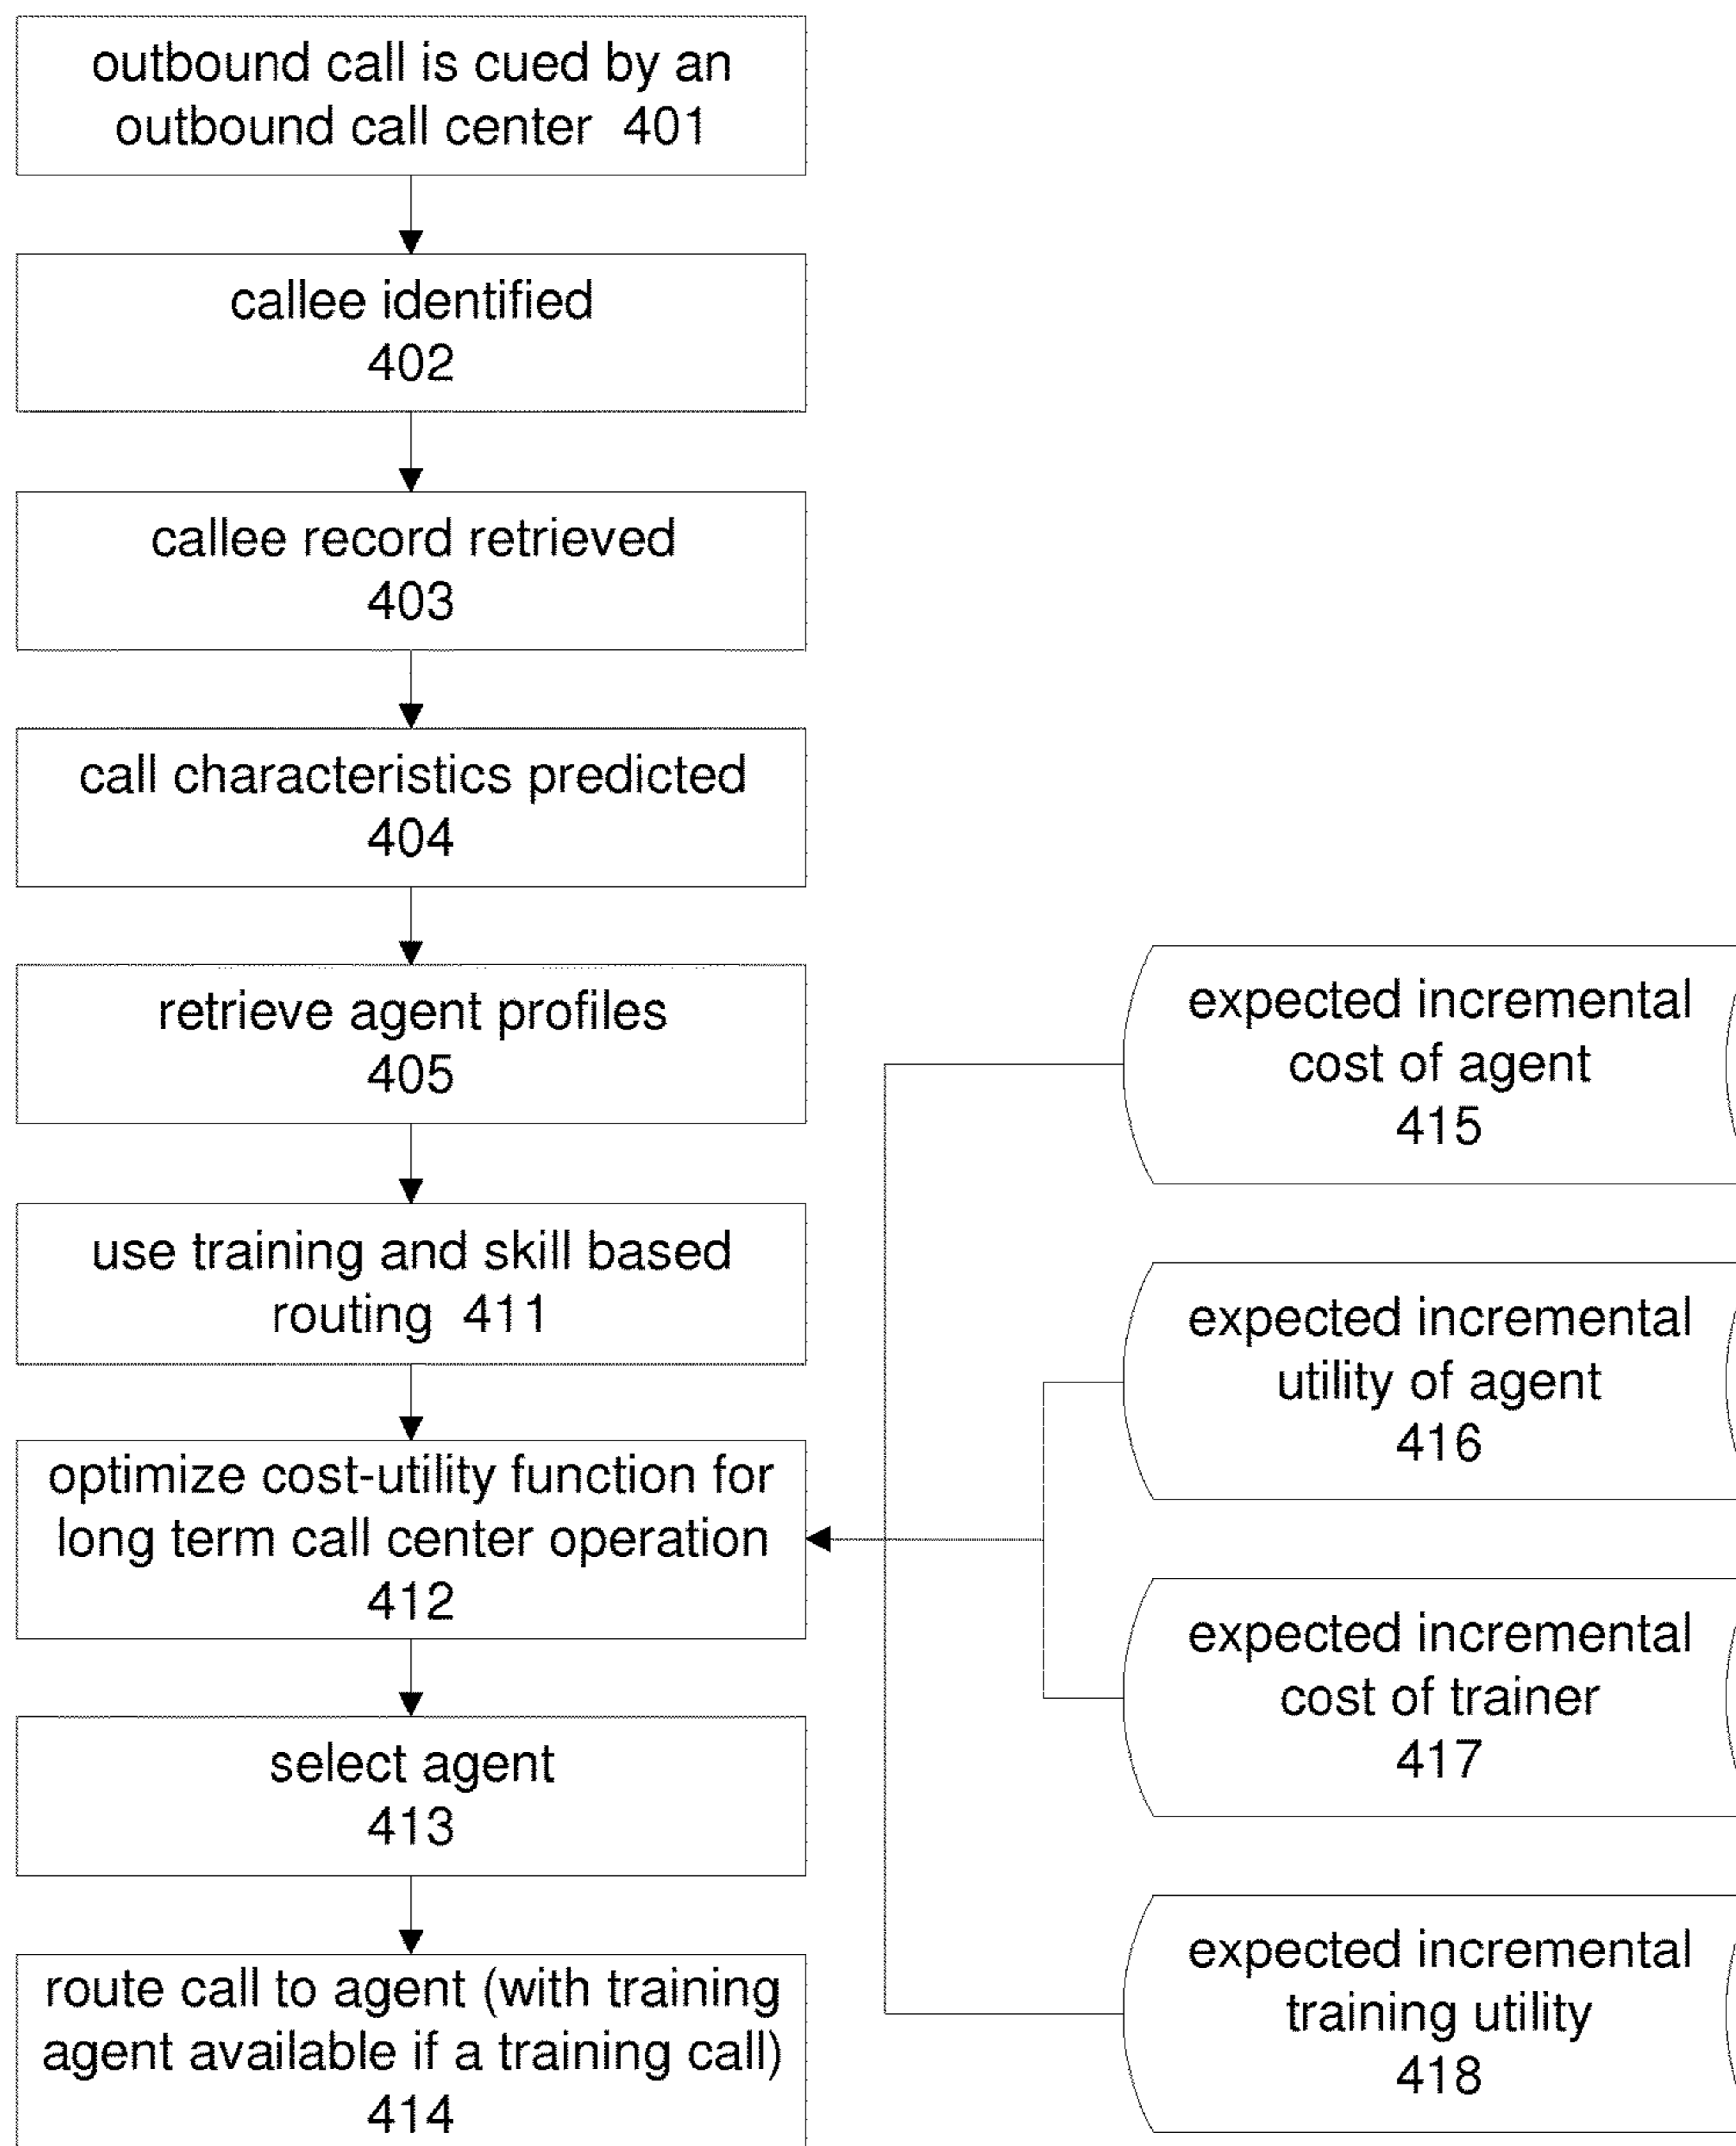 outbound call is cued by an
outbound call center 401
callee identified
402
callee record retrieved
403
call characteristics predicted
404
retrieve agent profiles
405
use training and skill based
routing 411
optimize cost-utility function for
long term call center operation
412
select agent
413
route call to agent (with training
agent available if a training call)
414
expected incremental
cost of agent
415
expected incremental
utility of agent
416
expected incremental
cost of trainer
417
expected incremental
training utility
418